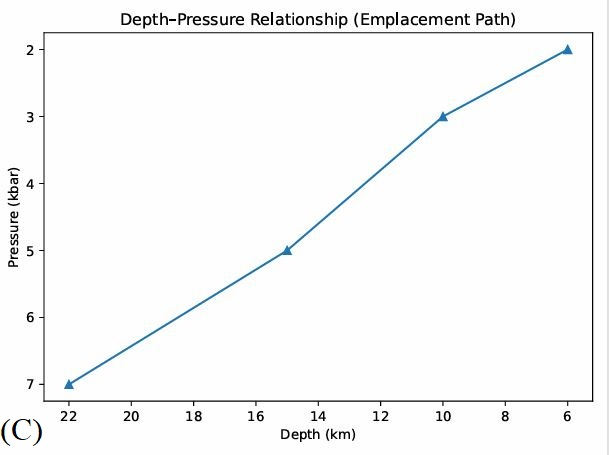 Depth–Pressure Relationship (Emplacement Path)
Pressure (kbar)
2
3
4
5
6
7
22 20 18 16 14 12 10 8 6
Depth (km)
(C)